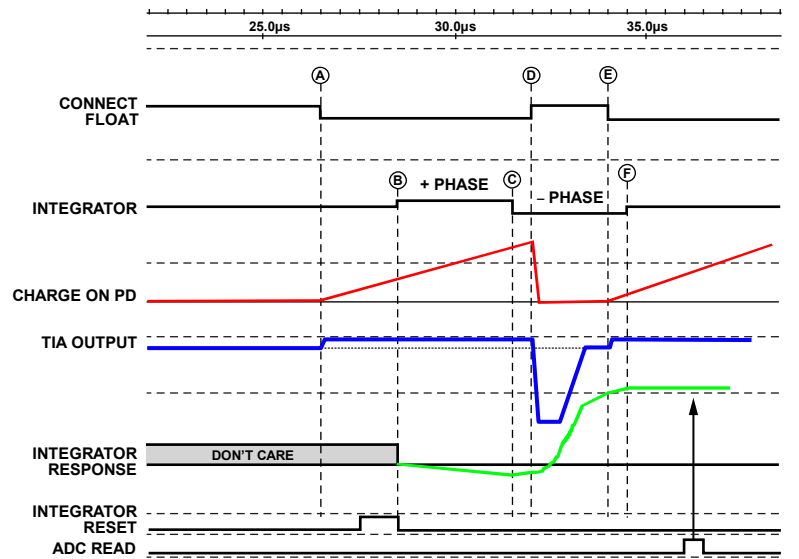 25.0µs 30.0µs 35.0µs
A D E
CONNECT
FLOAT
B + PHASE C – PHASE F
INTEGRATOR
CHARGE ON PD
TIA OUTPUT
INTEGRATOR
RESPONSE
DON'T CARE
INTEGRATOR
RESET
ADC READ